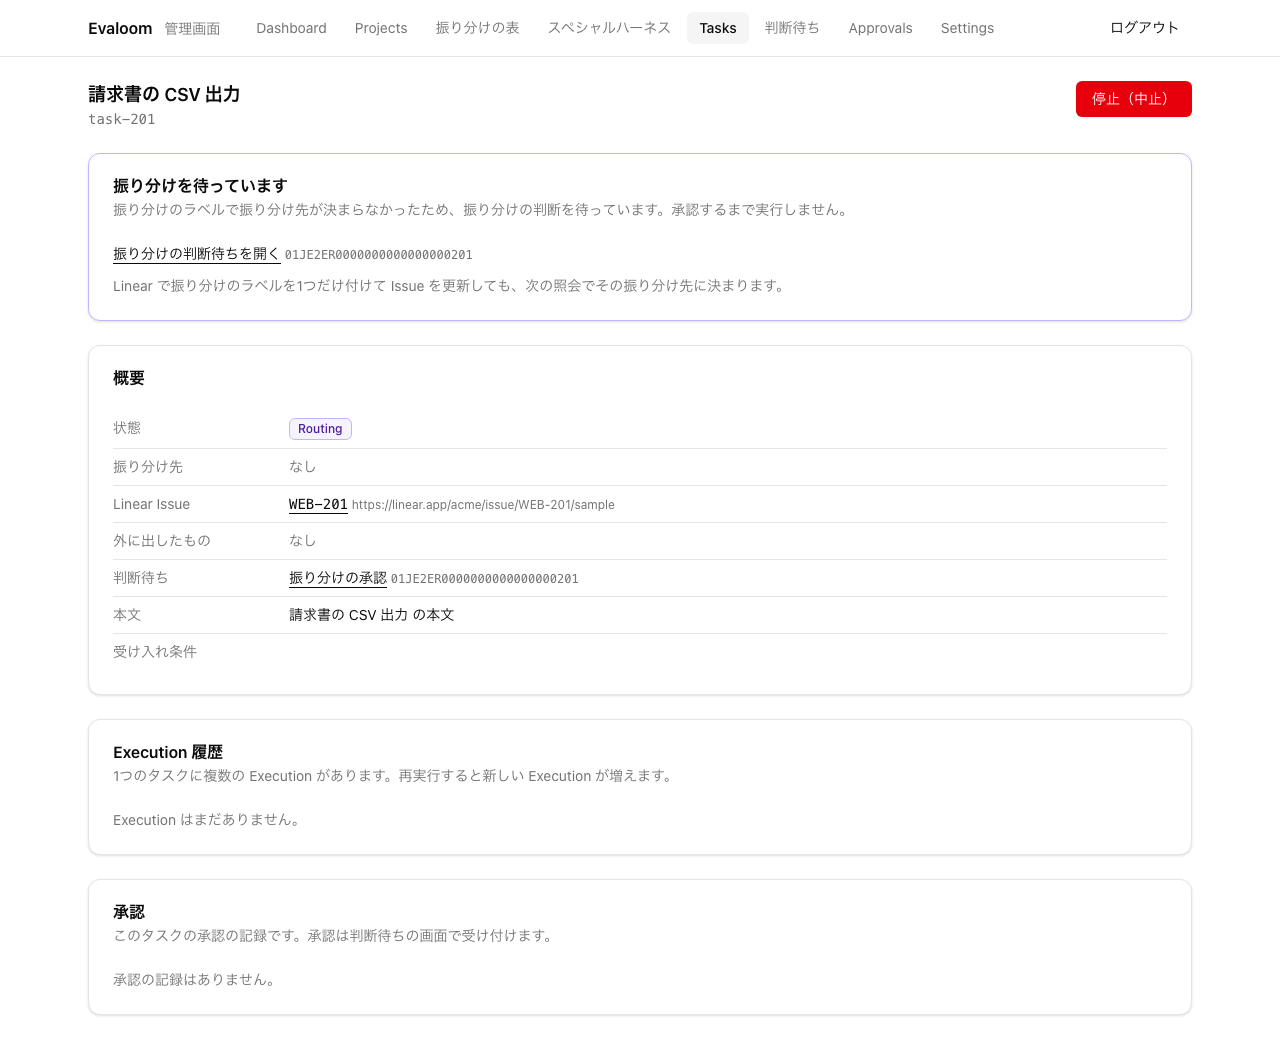 Evaloom 管理画面 Dashboard Projects 振り分けの表 スペシャルハーネス Tasks 判断待ち Approvals Settings ログアウト
請求書の CSV 出力
停止（中止）
task-201
振り分けを待っています
振り分けのラベルで振り分け先が決まらなかったため、振り分けの判断を待っています。承認するまで実行しません。
振り分けの判断待ちを開く 01JE2ER0000000000000000201
Linear で振り分けのラベルを1つだけ付けて Issue を更新しても、次の照会でその振り分け先に決まります。
概要
状態 Routing
振り分け先 なし
Linear Issue WEB-201 https://linear.app/acme/issue/WEB-201/sample
外に出したもの なし
判断待ち 振り分けの承認 01JE2ER0000000000000000201
本文 請求書の CSV 出力 の本文
受け入れ条件
Execution 履歴
1つのタスクに複数の Execution があります。再実行すると新しい Execution が増えます。
Execution はまだありません。
承認
このタスクの承認の記録です。承認は判断待ちの画面で受け付けます。
承認の記録はありません。